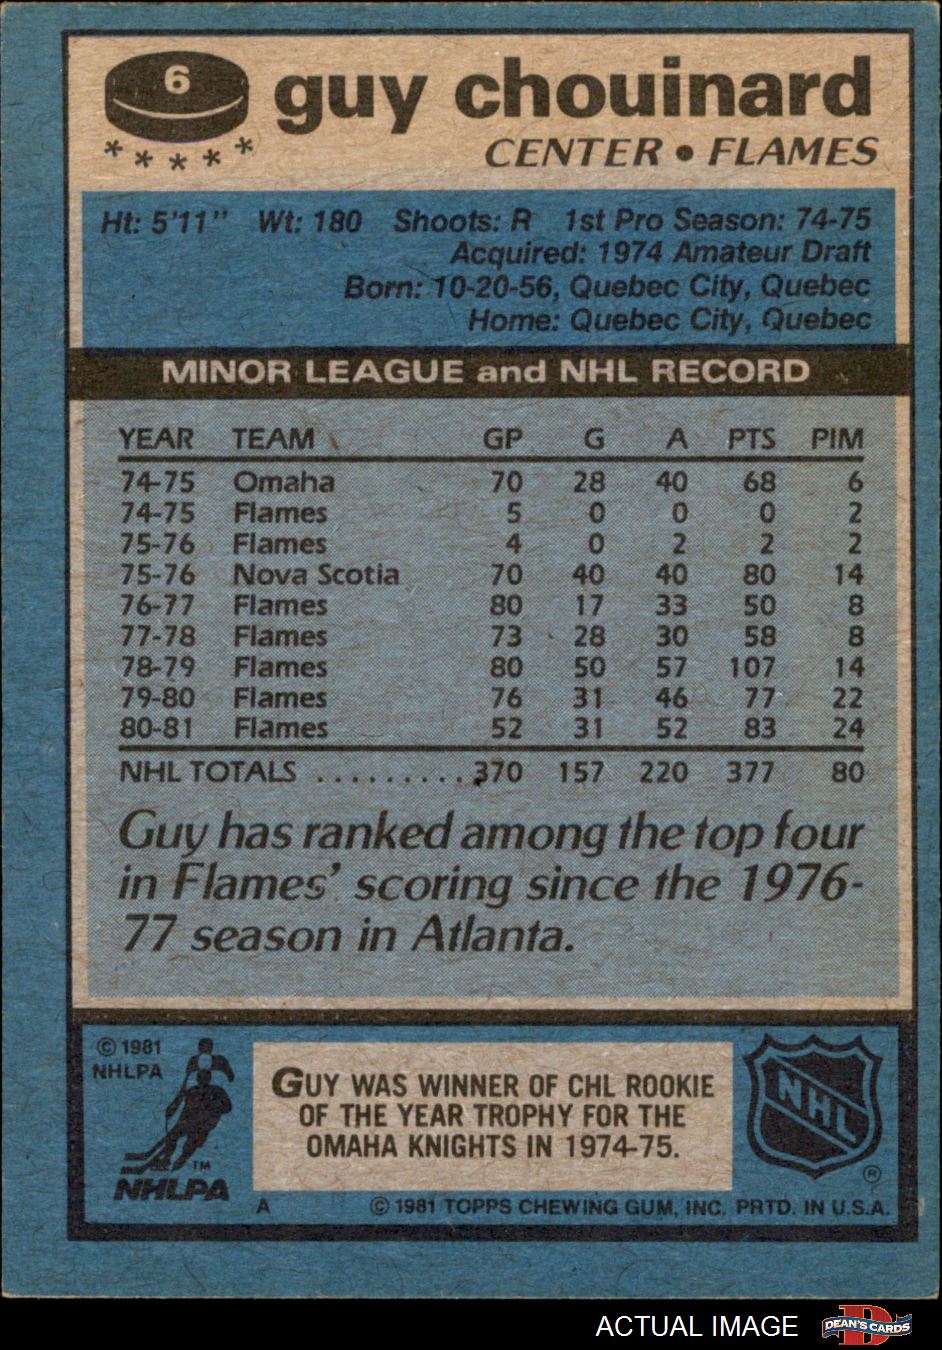 6
guy chouinard
* * * * *
CENTER • FLAMES
Ht: 5'11" Wt: 180 Shoots: R 1st Pro Season: 74-75
Acquired: 1974 Amateur Draft
Born: 10-20-56, Quebec City, Quebec
Home: Quebec City, Quebec
MINOR LEAGUE and NHL RECORD
YEAR TEAM GP G A PTS PIM
74-75 Omaha 70 28 40 68 6
74-75 Flames 5 0 0 0 2
75-76 Flames 4 0 2 2 2
75-76 Nova Scotia 70 40 40 80 14
76-77 Flames 80 17 33 50 8
77-78 Flames 73 28 30 58 8
78-79 Flames 80 50 57 107 14
79-80 Flames 76 31 46 77 22
80-81 Flames 52 31 52 83 24
NHL TOTALS .......... 370 157 220 377 80
Guy has ranked among the top four
in Flames' scoring since the 1976-
77 season in Atlanta.
© 1981
NHLPA
TM
NHLPA
GUY WAS WINNER OF CHL ROOKIE
OF THE YEAR TROPHY FOR THE
OMAHA KNIGHTS IN 1974-75.
NHL
®
A © 1981 TOPPS CHEWING GUM, INC. PRTD. IN U.S.A.
ACTUAL IMAGE DEAN'S CARDS